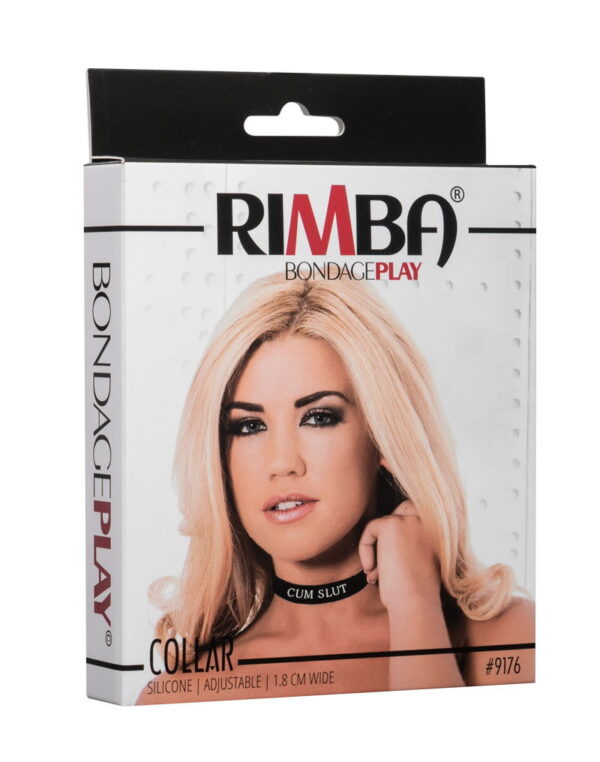 RIMBA®
BONDAGEPLAY
BONDAGEPLAY©
CUM SLUT
COLLAR
SILICONE | ADJUSTABLE | 1.8 CM WIDE
#9176